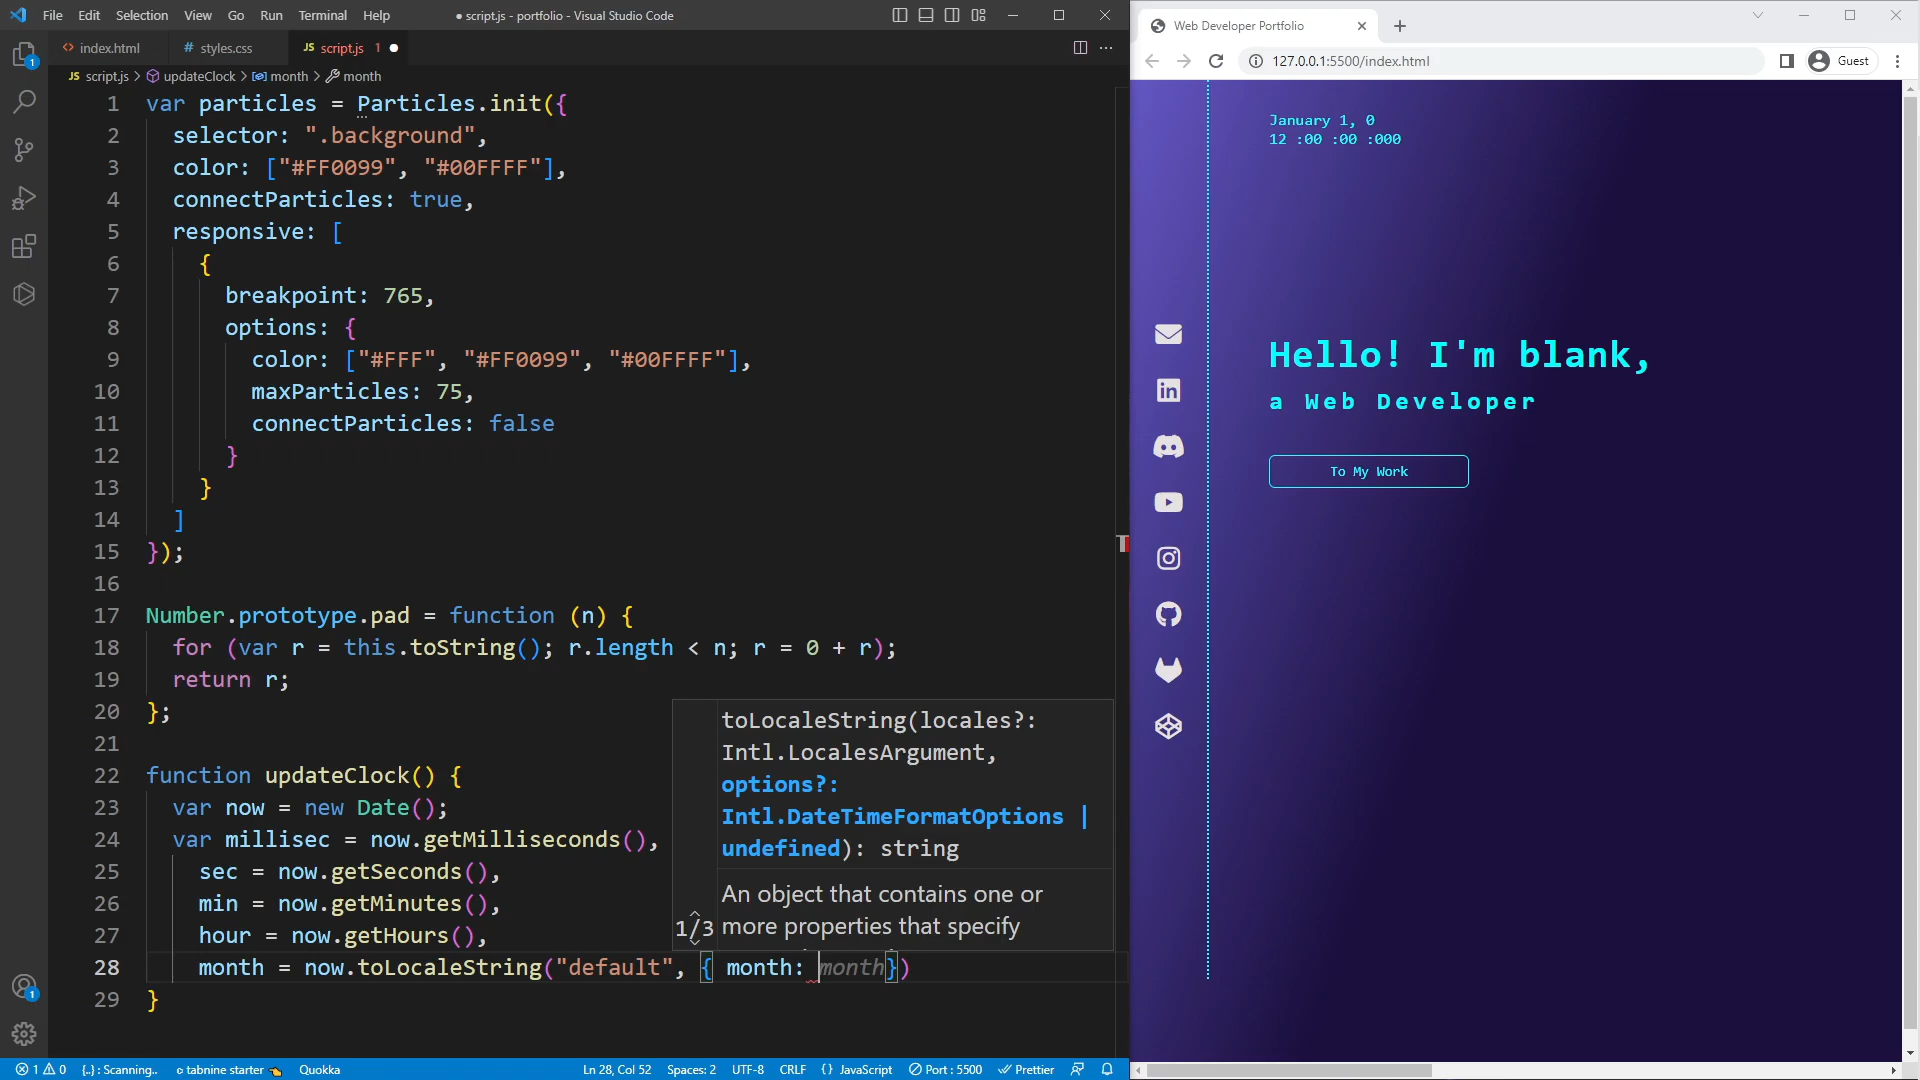 File Edit Selection View Go Run Terminal Help
● script.js - portfolio - Visual Studio Code
index.html
styles.css
JS script.js 1
JS script.js > updateClock > month > month
1 var particles = Particles.init({
2 selector: ".background",
3 color: ["#FF0099", "#00FFFF"],
4 connectParticles: true,
5 responsive: [
6 {
7 breakpoint: 765,
8 options: {
9 color: ["#FFF", "#FF0099", "#00FFFF"],
10 maxParticles: 75,
11 connectParticles: false
12 }
13 }
14 ]
15 });
16
17 Number.prototype.pad = function (n) {
18 for (var r = this.toString(); r.length < n; r = 0 + r);
19 return r;
20 };
21
22 function updateClock() {
23 var now = new Date();
24 var millisec = now.getMilliseconds(),
25 sec = now.getSeconds(),
26 min = now.getMinutes(),
27 hour = now.getHours(),
28 month = now.toLocaleString("default", { month: month})
29 }
toLocaleString(locales?:
Intl.LocalesArgument,
options?:
Intl.DateTimeFormatOptions |
undefined): string
An object that contains one or
1/3 more properties that specify
1
1
1 0 {..} : Scanning.. tabnine starter Quokka
Ln 28, Col 52 Spaces: 2 UTF-8 CRLF {} JavaScript Port : 5500 Prettier
Web Developer Portfolio
127.0.0.1:5500/index.html
Guest
January 1, 0
12 :00 :00 :000
Hello! I'm blank,
a Web Developer
To My Work